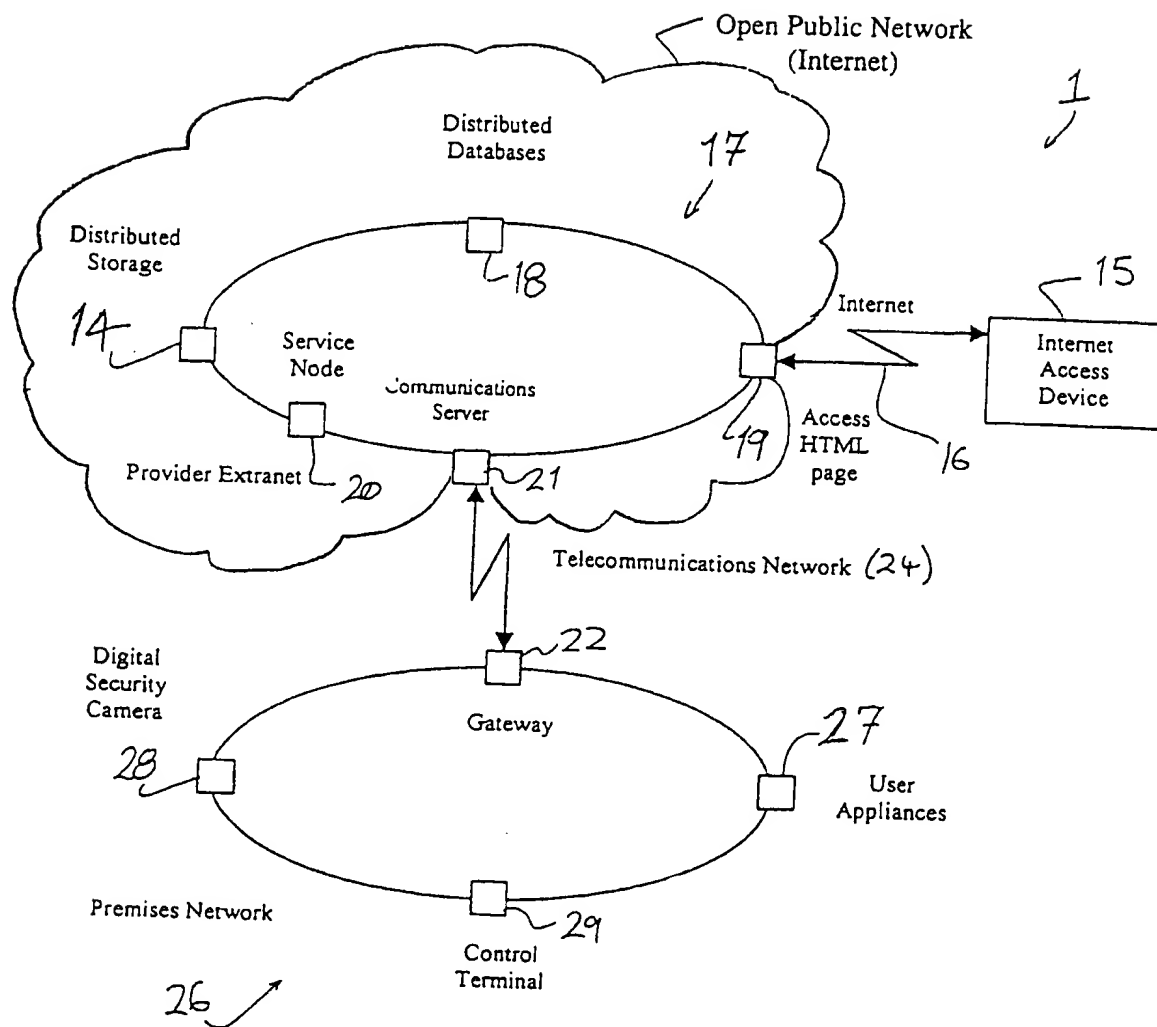 Open Public Network
(Internet)
1
Distributed
Databases
17
Distributed
Storage
18
15
Internet
14
Service
Node
Internet
Access
Device
Communications
Server
19
Access
HTML
page
16
Provider Extranet
20
21
Telecommunications Network (24)
22
Digital
Security
Camera
Gateway
27
28
User
Appliances
Premises Network
29
Control
Terminal
26